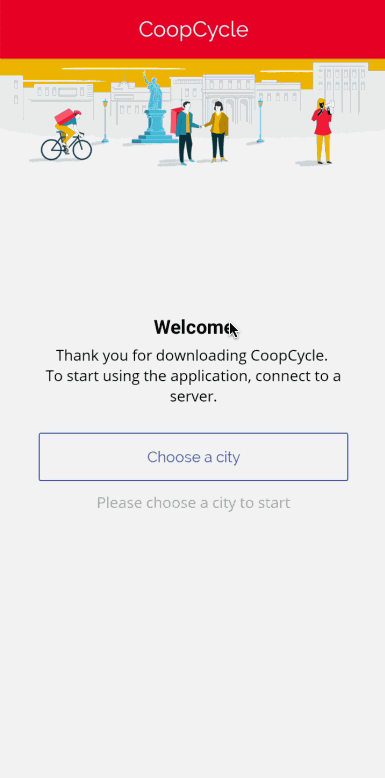 CoopCycle
Welcome
Thank you for downloading CoopCycle.
To start using the application, connect to a
server.
Choose a city
Please choose a city to start